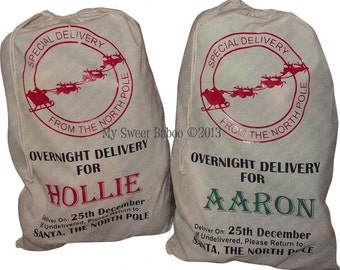 SPECIAL DELIVERY
FROM THE NORTH POLE
OVERNIGHT DELIVERY
FOR
HOLLIE
Deliver On: 25th December
If Undelivered, Please Return to:
SANTA, THE NORTH POLE
SPECIAL DELIVERY
FROM THE NORTH POLE
OVERNIGHT DELIVERY
FOR
AARON
Deliver On: 25th December
If Undelivered, Please Return to:
SANTA, THE NORTH POLE
My Sweet Baboo ©2013